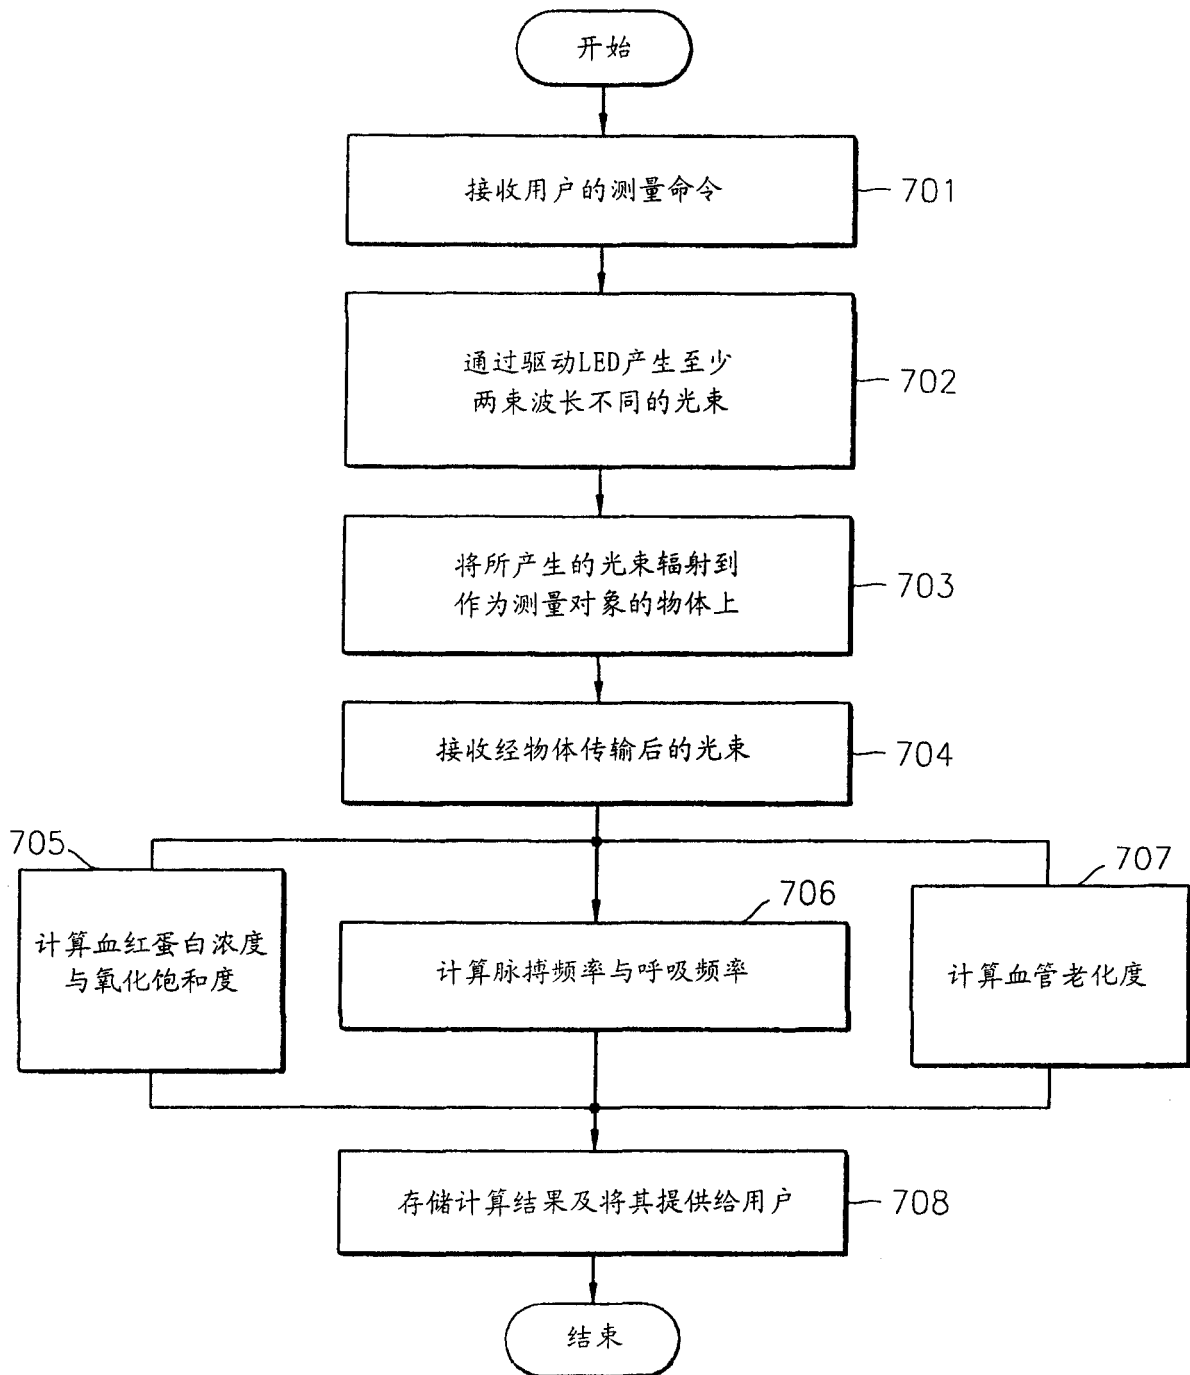 开始
接收用户的测量命令
701
通过驱动LED产生至少
两束波长不同的光束
702
将所产生的光束辐射到
作为测量对象的物体上
703
接收经物体传输后的光束
704
705
计算血红蛋白浓度
与氧化饱和度
706
计算脉搏频率与呼吸频率
707
计算血管老化度
存储计算结果及将其提供给用户
708
结束